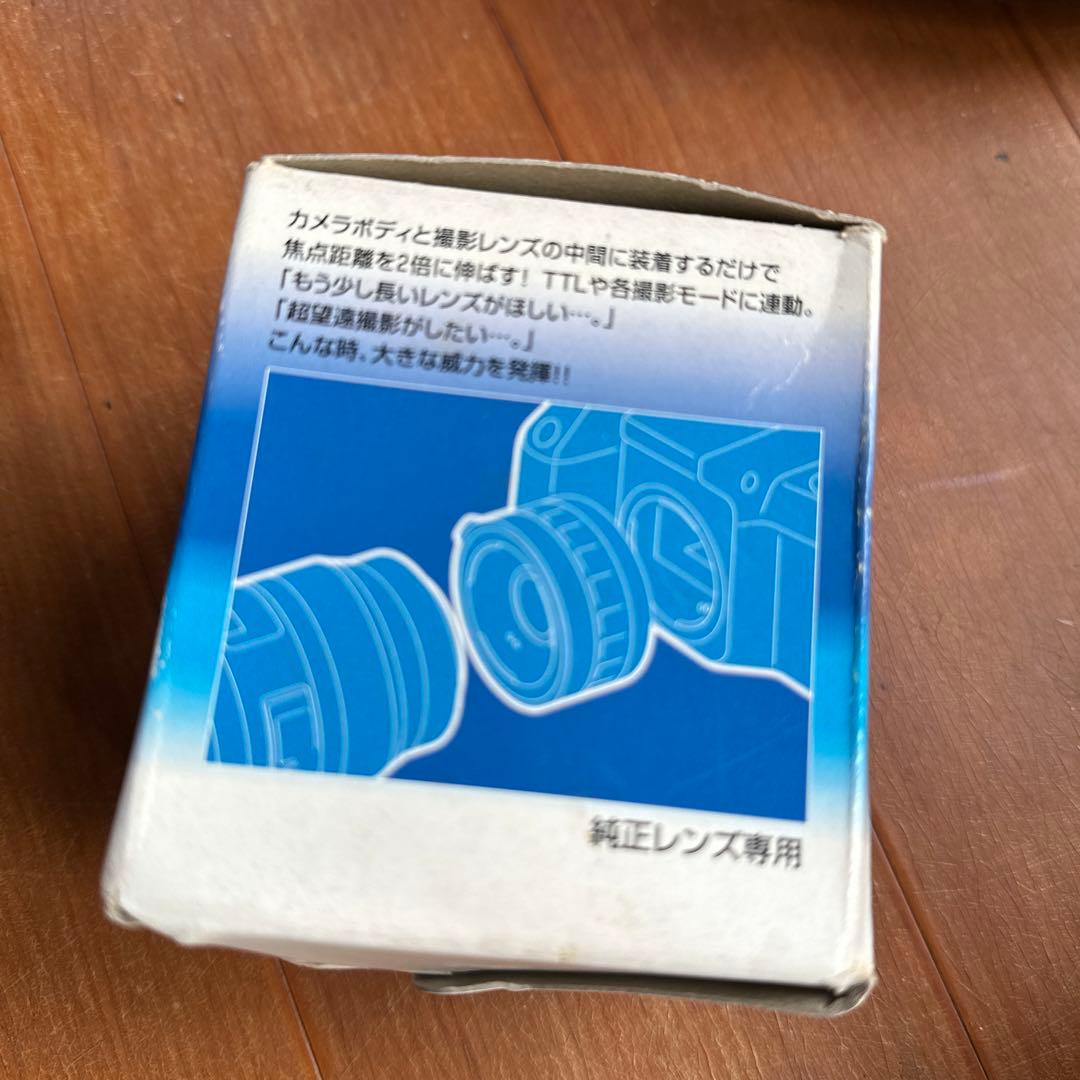 カメラボディと撮影レンズの中間に装着するだけで
焦点距離を2倍に伸ばす! TTLや各撮影モードに連動。
「もう少し長いレンズがほしい…。」
「超望遠撮影がしたい…。」
こんな時、大きな威力を発揮!!
純正レンズ専用